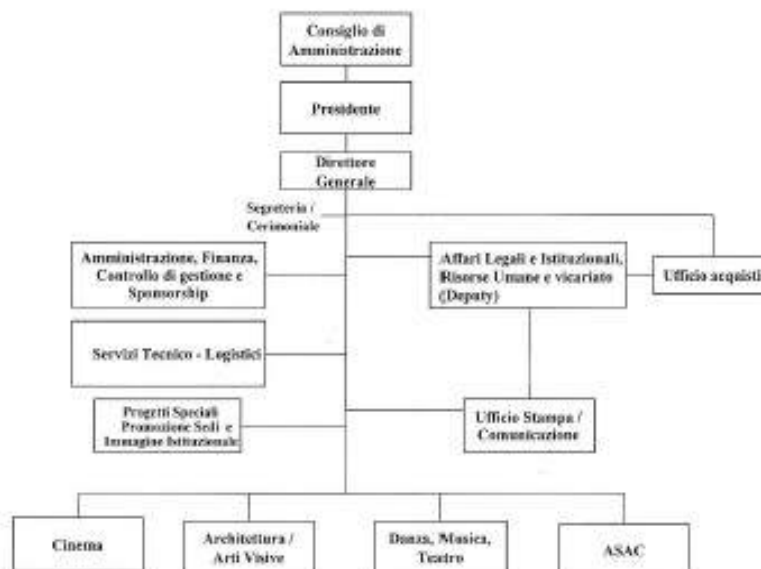 Consiglio di
Amministrazione
Presidente
Direttore
Generale
Segreteria /
Cerimoniale
Amministrazione, Finanza,
Controllo di gestione e
Sponsorship
Affari Legali e Istituzionali,
Risorse Umane e vicariato
(Deputy)
Ufficio acquisti
Servizi Tecnico - Logistici
Progetti Speciali
Promozione Sedi e
Immagine Istituzionale
Ufficio Stampa /
Comunicazione
Cinema
Architettura /
Arti Visive
Danza, Musica,
Teatro
ASAC